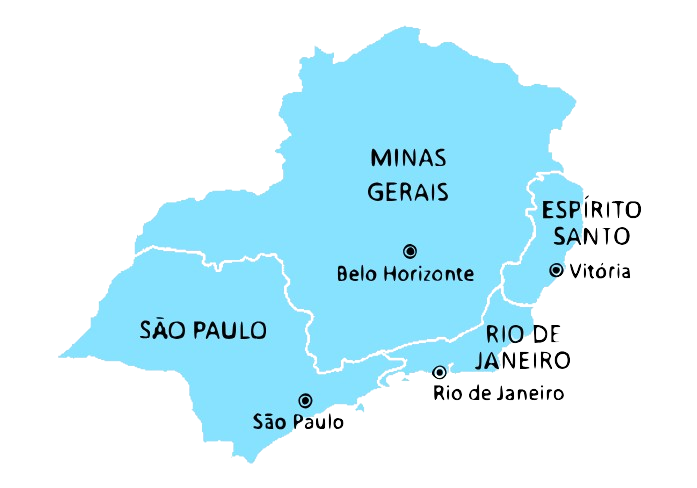 MINAS
GERAIS
ESPÍRITO
SANTO
Belo Horizonte
Vitória
SÃO PAULO
RIO DE
JANEIRO
Rio de Janeiro
São Paulo